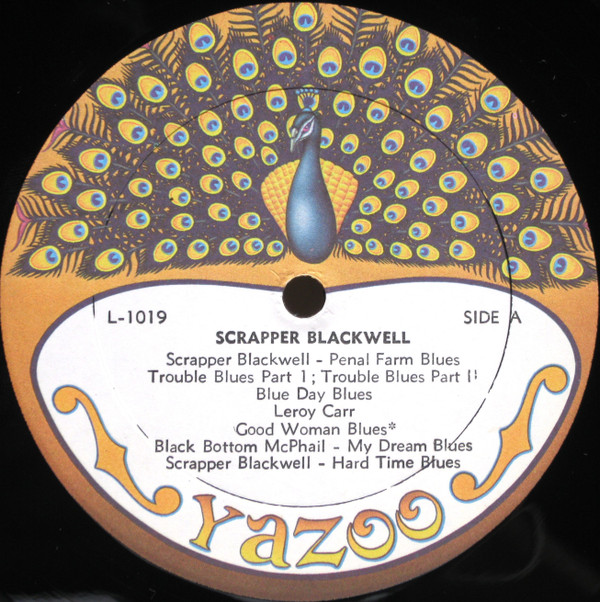 L-1019 SIDE A
SCRAPPER BLACKWELL
Scrapper Blackwell - Penal Farm Blues
Trouble Blues Part 1; Trouble Blues Part II
Blue Day Blues
Leroy Carr
Good Woman Blues*
Black Bottom McPhail - My Dream Blues
Scrapper Blackwell - Hard Time Blues
Yazoo